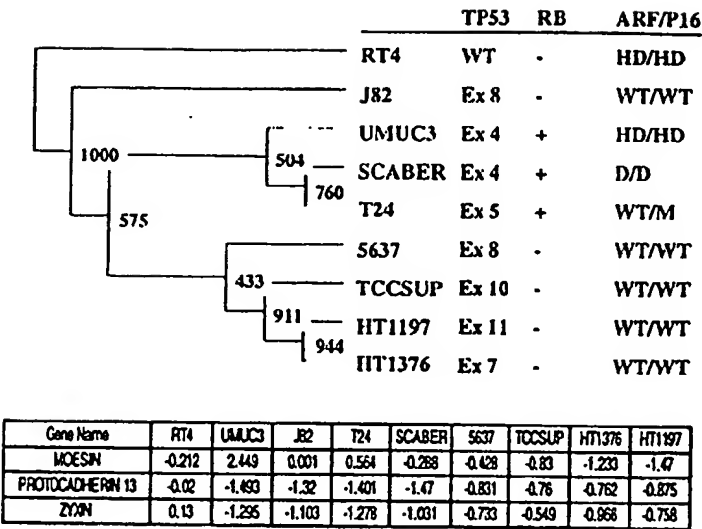 TP53 RB ARF/P16
RT4 WT - HD/HD
J82 Ex 8 - WT/WT
UMUC3 Ex 4 + HD/HD
1000 504 SCABER Ex 4 + D/D
760
575 T24 Ex 5 + WT/M
5637 Ex 8 - WT/WT
433 TCCSUP Ex 10 - WT/WT
911 HT1197 Ex 11 - WT/WT
944 HT1376 Ex 7 - WT/WT
Gene Name RT4 UMUC3 J82 T24 SCABER 5637 TCCSUP HT1376 HT1197
MOESIN -0.212 2.449 0.001 0.564 -0.288 -0.428 -0.83 -1.233 -1.47
PROTOCADHERIN 13 -0.02 -1.493 -1.32 -1.401 -1.47 -0.831 -0.76 -0.762 -0.875
ZYXIN 0.13 -1.295 -1.103 -1.278 -1.031 -0.733 -0.549 -0.966 -0.758